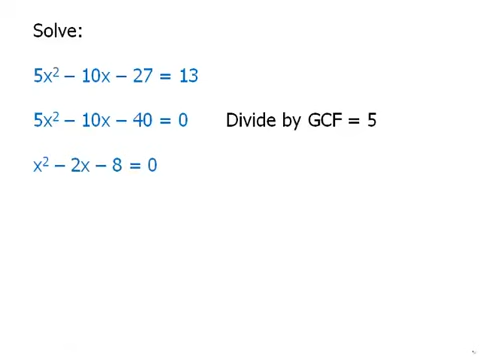 Solve:
5x² – 10x – 27 = 13
5x² – 10x – 40 = 0 Divide by GCF = 5
x² – 2x – 8 = 0